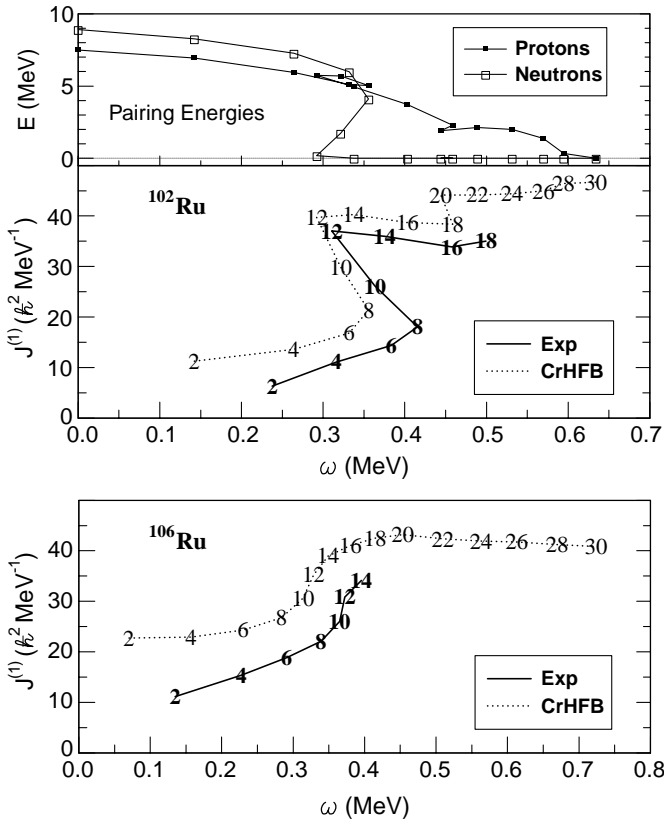 10
5
0
E (MeV)
Protons
Neutrons
Pairing Energies
¹⁰²Ru
40
30
20
10
0
J⁽¹⁾ (ℏ² MeV⁻¹)
20 22 24 26 28 30
12 14 16 18
12 14 16 18
10 10
8 8
6 6
4 4
2 2
Exp
CrHFB
0.0 0.1 0.2 0.3 0.4 0.5 0.6 0.7
ω (MeV)
¹⁰⁶Ru
50
40
30
20
10
0
J⁽¹⁾ (ℏ² MeV⁻¹)
2 4 6 8 10 12 14 16 18 20 22 24 26 28 30
2 4 6 8 10 12 14
Exp
CrHFB
0.0 0.1 0.2 0.3 0.4 0.5 0.6 0.7 0.8
ω (MeV)